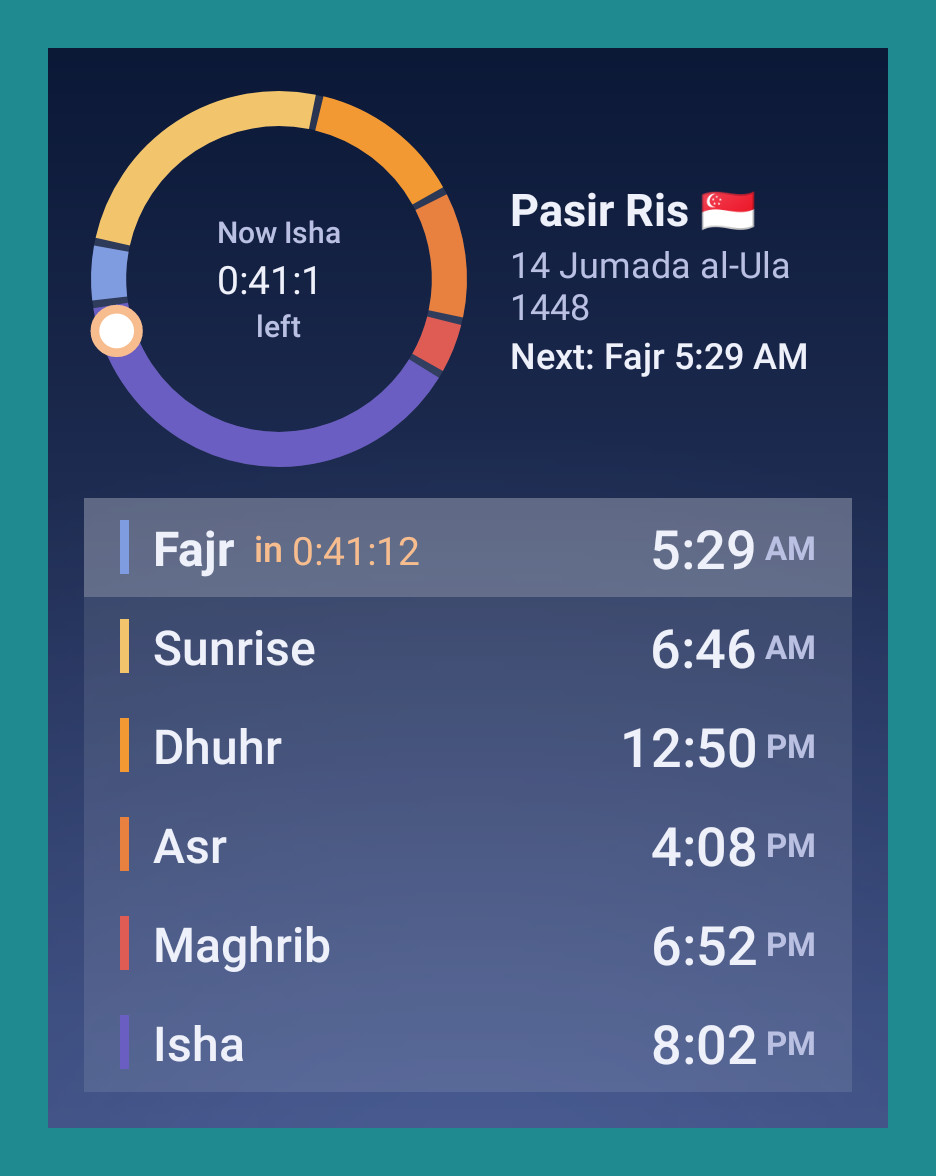 Now Isha
0:41:1
left
Pasir Ris 🇸🇬
14 Jumada al-Ula
1448
Next: Fajr 5:29 AM
Fajr in 0:41:12 5:29 AM
Sunrise 6:46 AM
Dhuhr 12:50 PM
Asr 4:08 PM
Maghrib 6:52 PM
Isha 8:02 PM